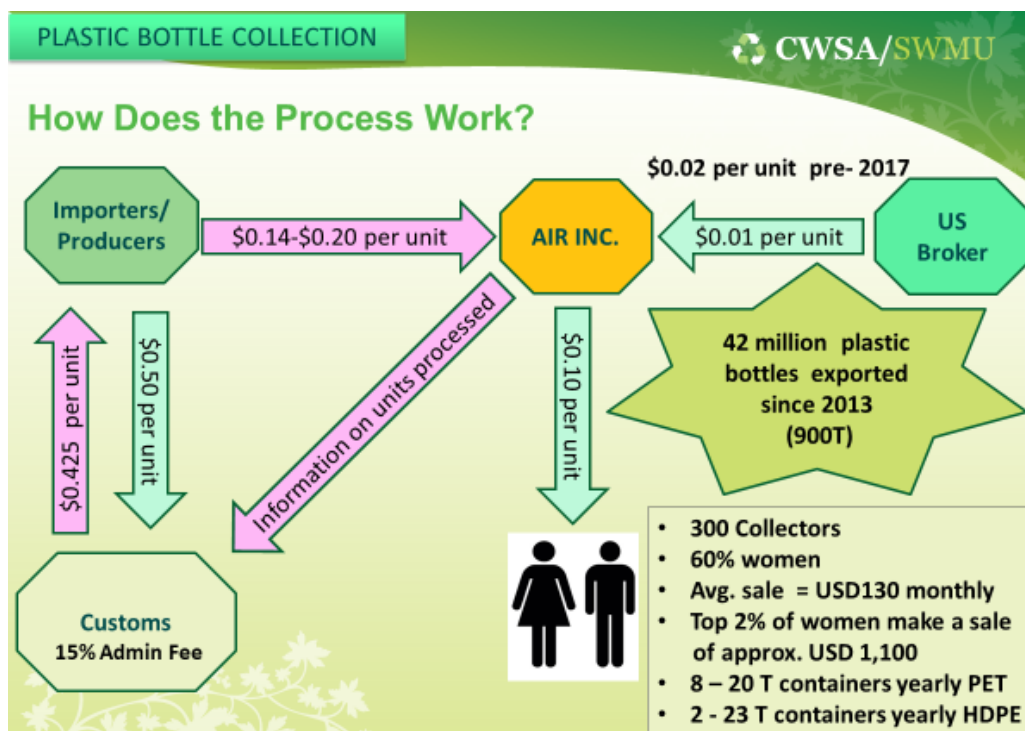 PLASTIC BOTTLE COLLECTION
CWSA/SWMU
How Does the Process Work?
$0.02 per unit  pre- 2017
Importers/
Producers
$0.14-$0.20 per unit
AIR INC.
$0.01 per unit
US
Broker
$0.425  per unit
$0.50 per unit
Information on units processed
$0.10 per unit
42 million  plastic
bottles  exported
since 2013
(900T)
Customs
15% Admin Fee
• 300 Collectors
• 60% women
• Avg. sale  = USD130 monthly
• Top 2% of women make a sale
of approx. USD 1,100
• 8 – 20 T containers yearly PET
• 2 - 23 T containers yearly HDPE